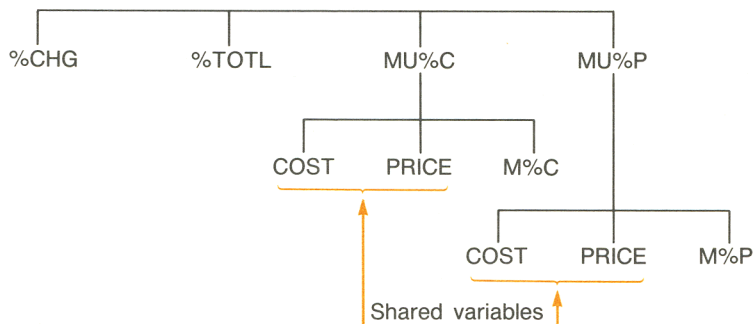 %CHG %TOTL MU%C MU%P
COST PRICE M%C
COST PRICE M%P
Shared variables